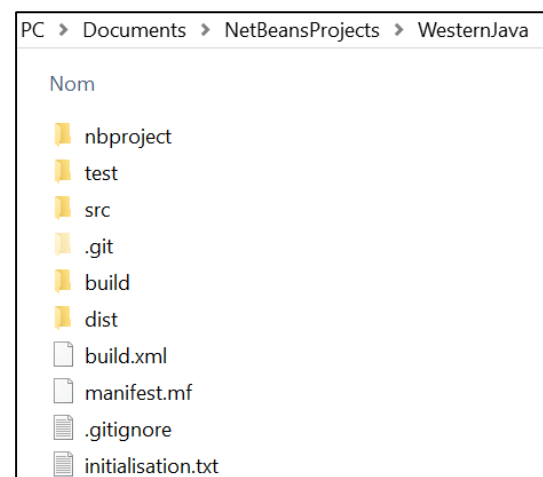 PC > Documents > NetBeansProjects > WesternJava
Nom
nbproject
test
src
.git
build
dist
build.xml
manifest.mf
.gitignore
initialisation.txt